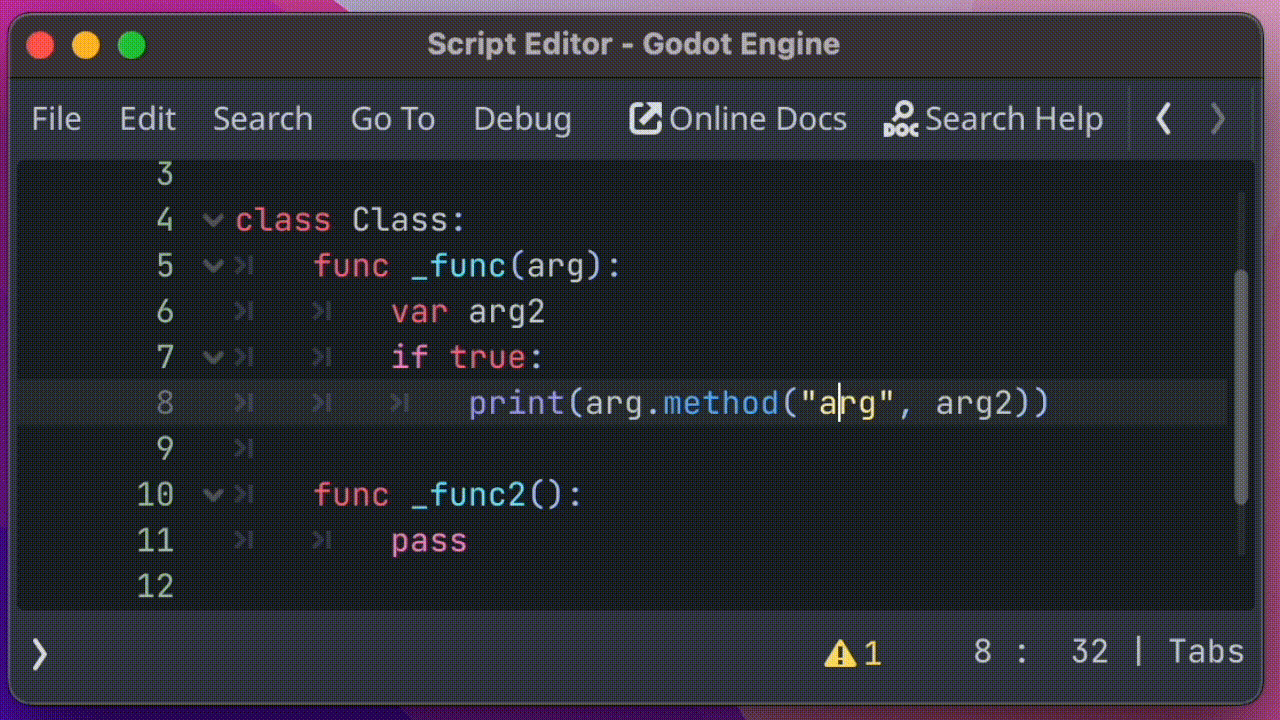 Script Editor - Godot Engine
File Edit Search Go To Debug Online Docs DOC Search Help
3
4 class Class:
5 func _func(arg):
6 var arg2
7 if true:
8 print(arg.method("arg", arg2))
9
10 func _func2():
11 pass
12
1 8 : 32 | Tabs